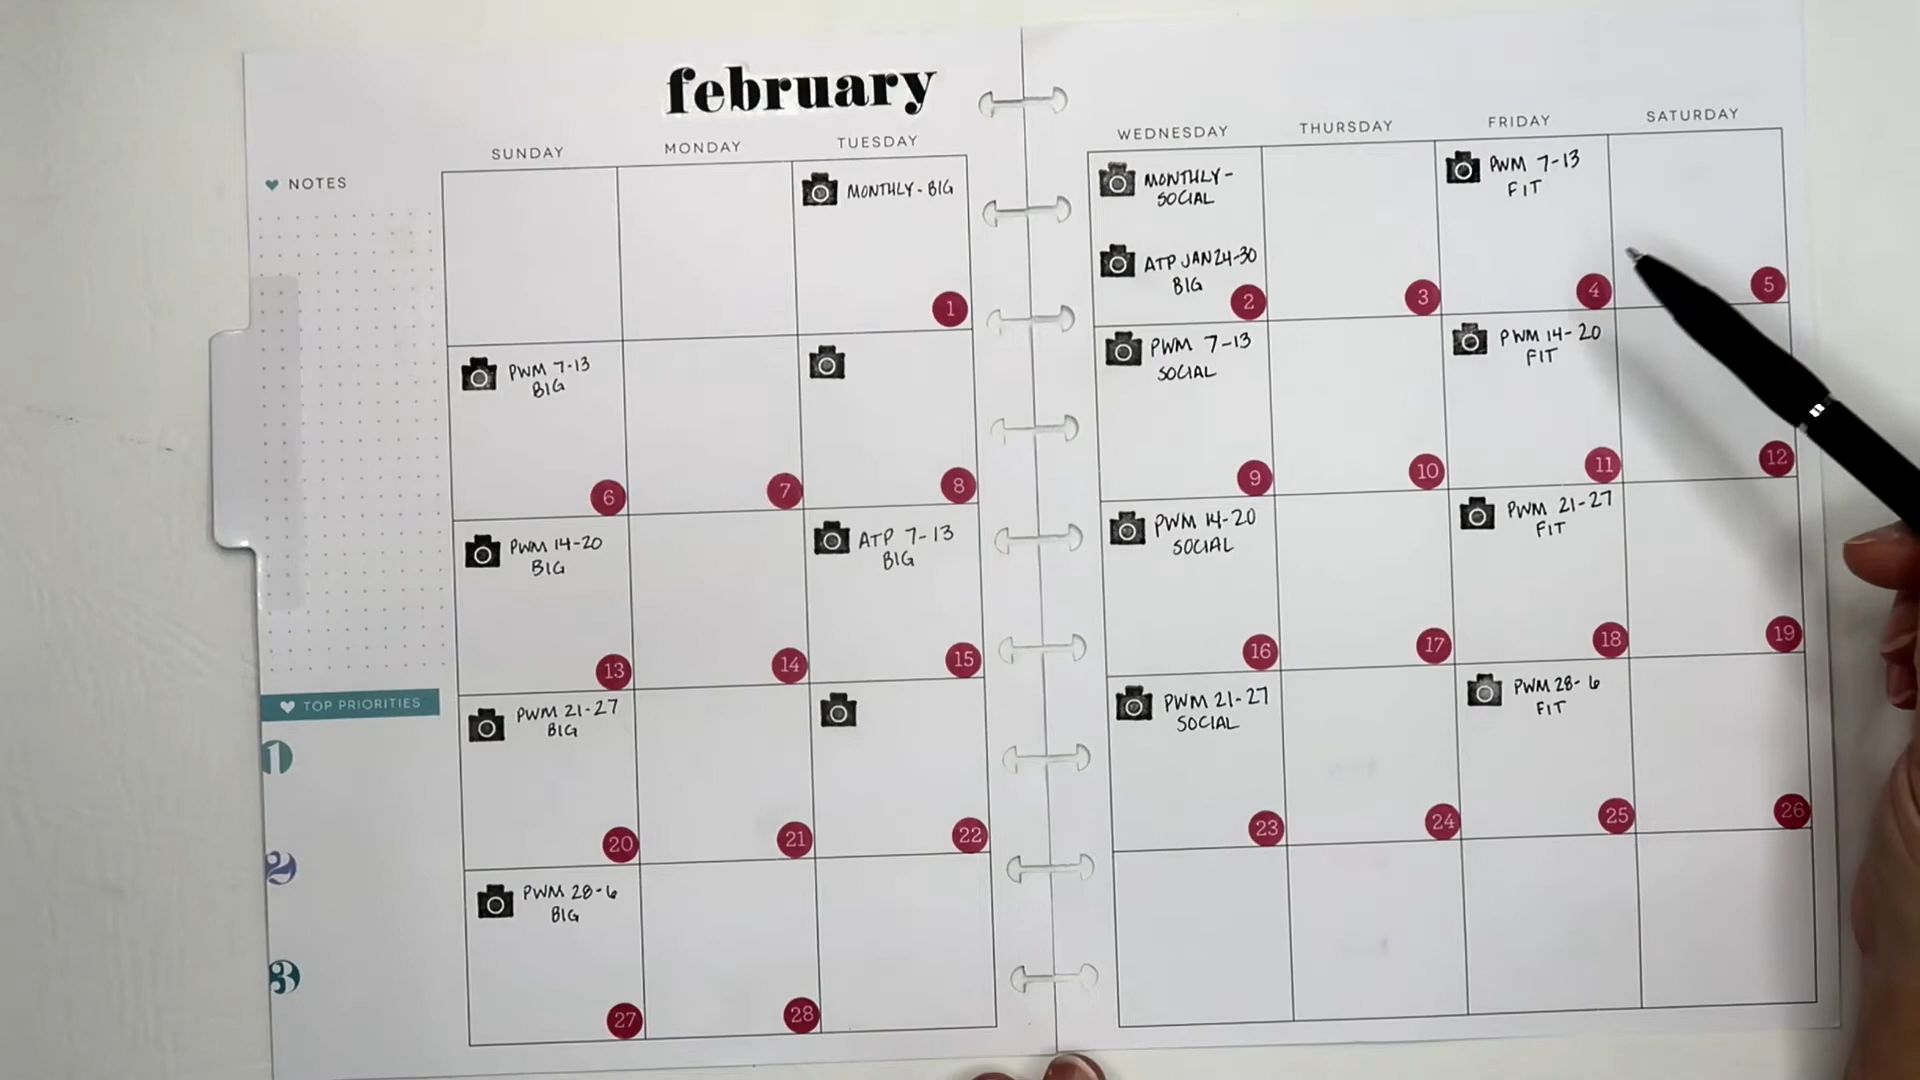 february
SUNDAY MONDAY TUESDAY WEDNESDAY THURSDAY FRIDAY SATURDAY
NOTES
MONTHLY - BIG
1
MONTHLY -
SOCIAL
ATP JAN 24-30
BIG
2
3
PWM 7-13
FIT
4
5
PWM 7-13
BIG
6
7
8
PWM 7-13
SOCIAL
9
10
PWM 14-20
FIT
11
12
PWM 14-20
BIG
13
14
ATP 7-13
BIG
15
PWM 14-20
SOCIAL
16
17
PWM 21-27
FIT
18
19
TOP PRIORITIES
1
2
3
PWM 21-27
BIG
20
21
22
PWM 21-27
SOCIAL
23
24
PWM 28-6
FIT
25
26
PWM 28-6
BIG
27
28